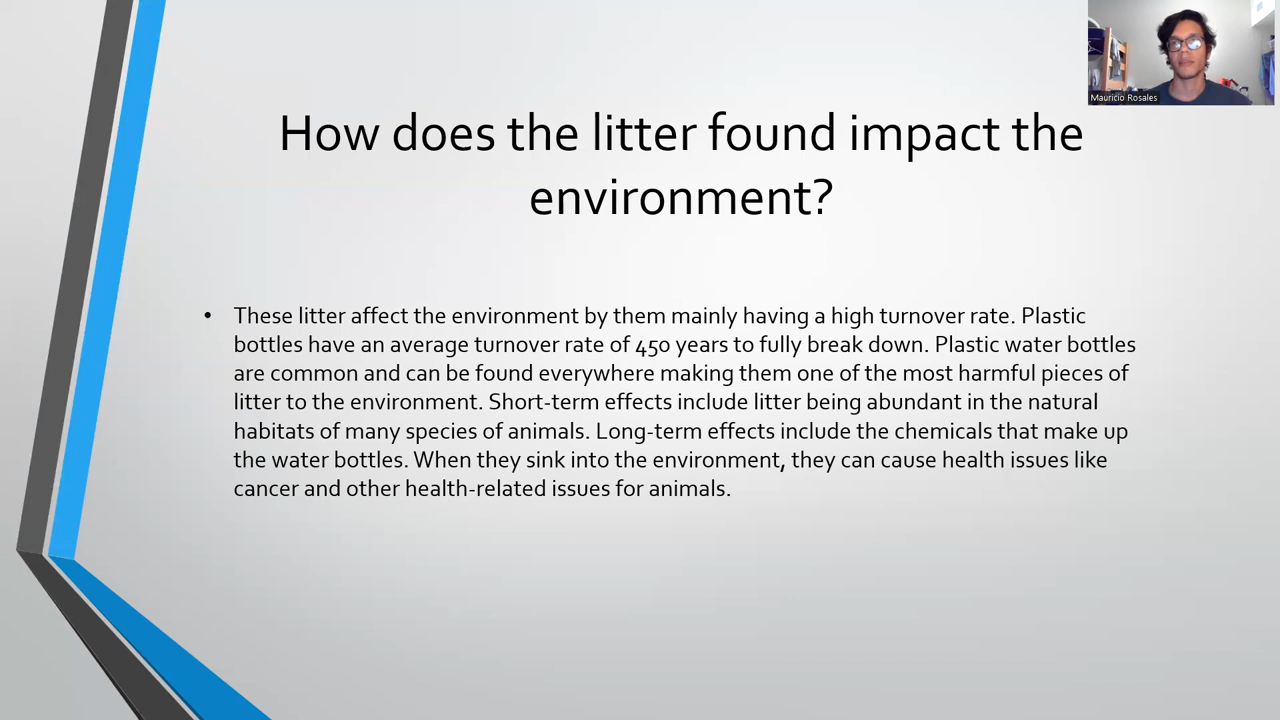 Mauricio Rosales
How does the litter found impact the
environment?
• These litter affect the environment by them mainly having a high turnover rate. Plastic
bottles have an average turnover rate of 450 years to fully break down. Plastic water bottles
are common and can be found everywhere making them one of the most harmful pieces of
litter to the environment. Short-term effects include litter being abundant in the natural
habitats of many species of animals. Long-term effects include the chemicals that make up
the water bottles. When they sink into the environment, they can cause health issues like
cancer and other health-related issues for animals.